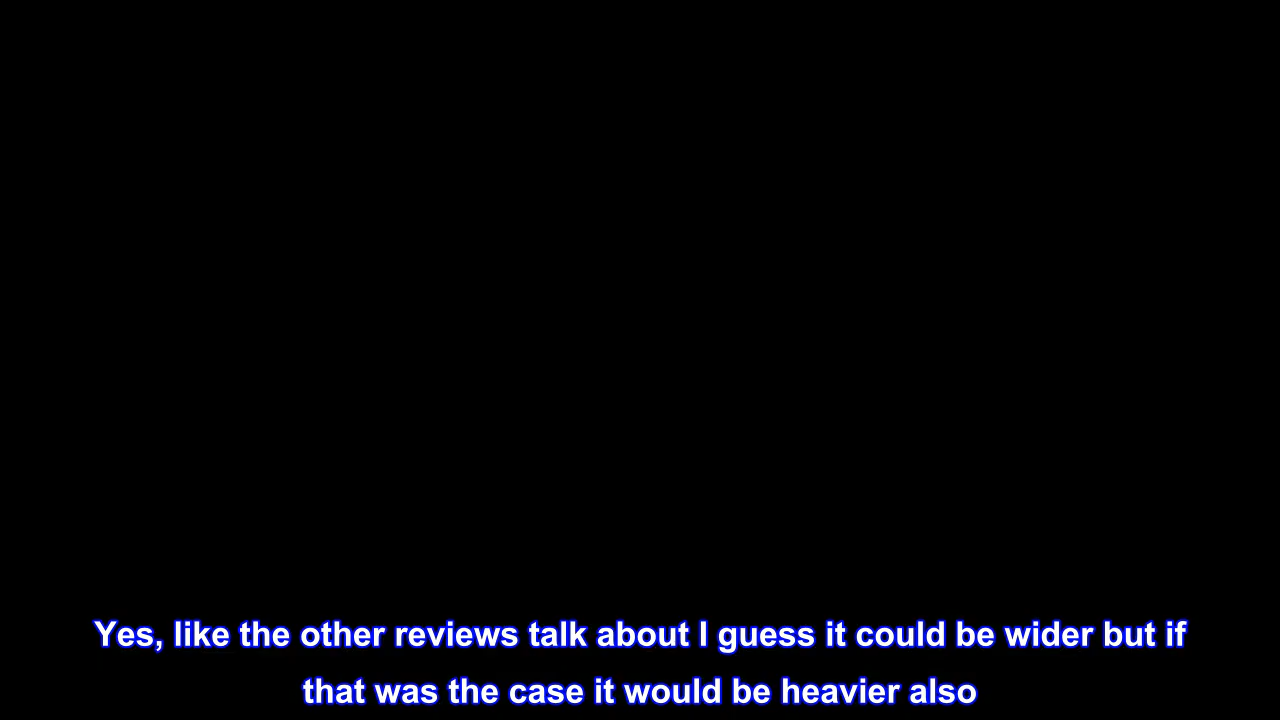 Yes, like the other reviews talk about I guess it could be wider but if
that was the case it would be heavier also